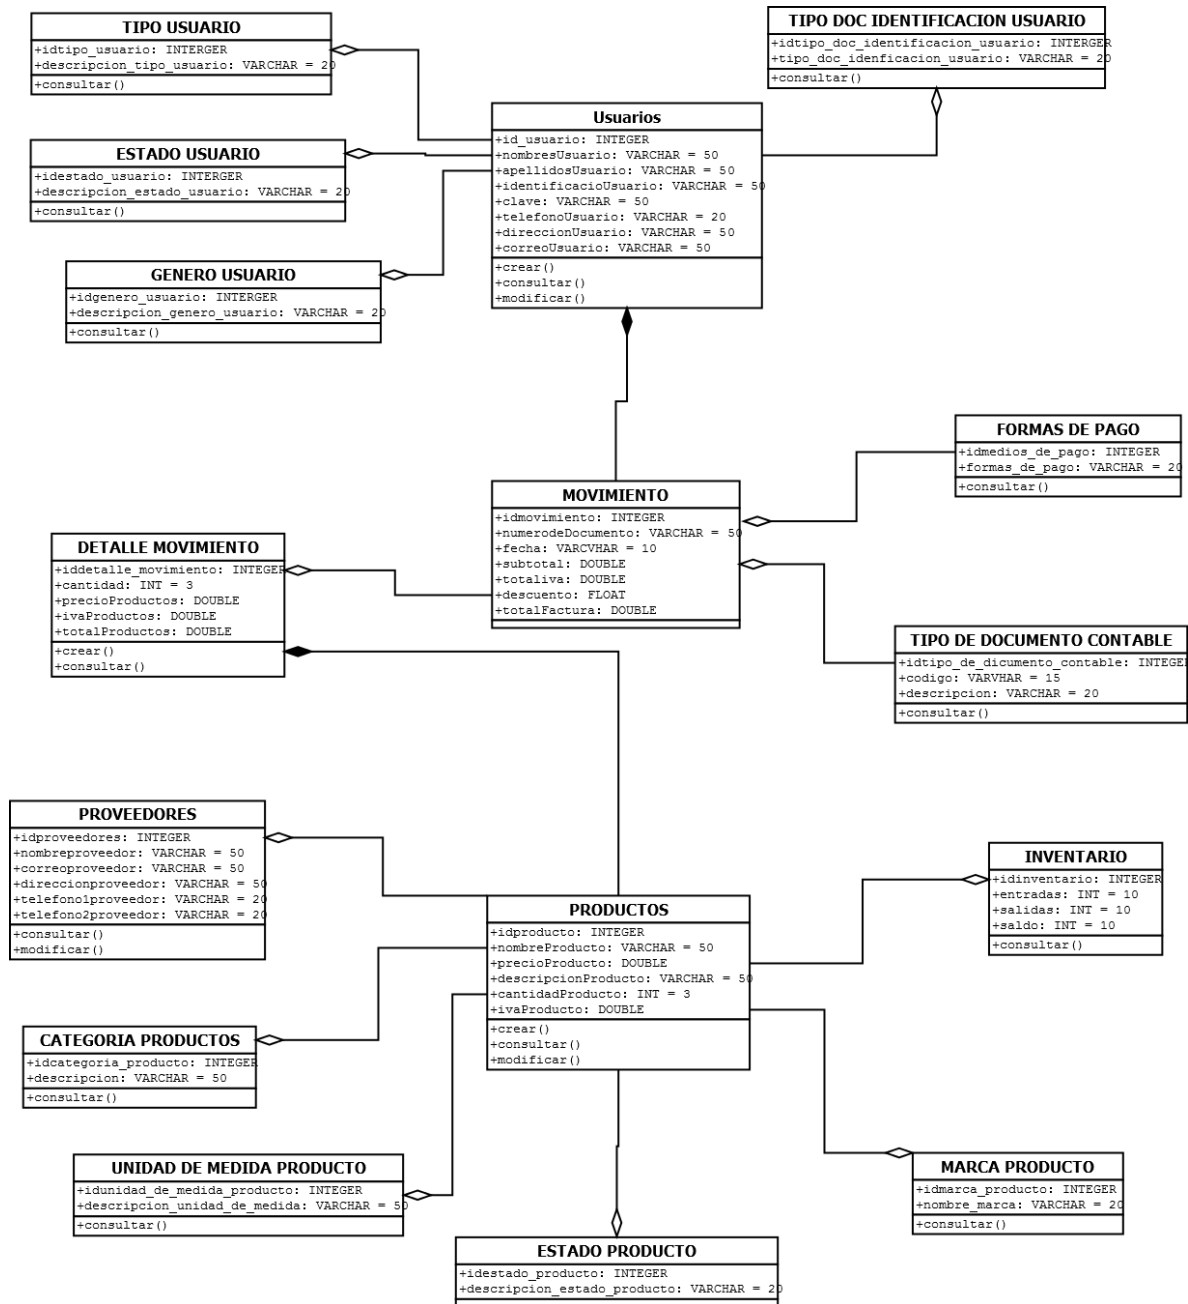 TIPO USUARIO
+idtipo_usuario: INTERGER
+descripcion_tipo_usuario: VARCHAR = 20
+consultar()
TIPO DOC IDENTIFICACION USUARIO
+idtipo_doc_identificacion_usuario: INTERGER
+tipo_doc_idenficacion_usuario: VARCHAR = 20
+consultar()
Usuarios
+id_usuario: INTEGER
+nombresUsuario: VARCHAR = 50
+apellidosUsuario: VARCHAR = 50
+identificacioUsuario: VARCHAR = 50
+clave: VARCHAR = 50
+telefonoUsuario: VARCHAR = 20
+direccionUsuario: VARCHAR = 50
+correoUsuario: VARCHAR = 50
+crear()
+consultar()
+modificar()
ESTADO USUARIO
+idestado_usuario: INTERGER
+descripcion_estado_usuario: VARCHAR = 20
+consultar()
GENERO USUARIO
+idgenero_usuario: INTERGER
+descripcion_genero_usuario: VARCHAR = 20
+consultar()
FORMAS DE PAGO
+idmedios_de_pago: INTEGER
+formas_de_pago: VARCHAR = 20
+consultar()
MOVIMIENTO
+idmovimiento: INTEGER
+numerodeDocumento: VARCHAR = 50
+fecha: VARCVHAR = 10
+subtotal: DOUBLE
+totaliva: DOUBLE
+descuento: FLOAT
+totalFactura: DOUBLE
DETALLE MOVIMIENTO
+iddetalle_movimiento: INTEGER
+cantidad: INT = 3
+precioProductos: DOUBLE
+ivaProductos: DOUBLE
+totalProductos: DOUBLE
+crear()
+consultar()
TIPO DE DOCUMENTO CONTABLE
+idtipo_de_dicumento_contable: INTEGER
+codigo: VARVHAR = 15
+descripcion: VARCHAR = 20
+consultar()
PROVEEDORES
+idproveedores: INTEGER
+nombreproveedor: VARCHAR = 50
+correoproveedor: VARCHAR = 50
+direccionproveedor: VARCHAR = 50
+telefono1proveedor: VARCHAR = 20
+telefono2proveedor: VARCHAR = 20
+consultar()
+modificar()
INVENTARIO
+idinventario: INTEGER
+entradas: INT = 10
+salidas: INT = 10
+saldo: INT = 10
+consultar()
PRODUCTOS
+idproducto: INTEGER
+nombreProducto: VARCHAR = 50
+precioProducto: DOUBLE
+descripcionProducto: VARCHAR = 50
+cantidadProducto: INT = 3
+ivaProducto: DOUBLE
+crear()
+consultar()
+modificar()
CATEGORIA PRODUCTOS
+idcategoria_producto: INTEGER
+descripcion: VARCHAR = 50
+consultar()
UNIDAD DE MEDIDA PRODUCTO
+idunidad_de_medida_producto: INTEGER
+descripcion_unidad_de_medida: VARCHAR = 50
+consultar()
MARCA PRODUCTO
+idmarca_producto: INTEGER
+nombre_marca: VARCHAR = 20
+consultar()
ESTADO PRODUCTO
+idestado_producto: INTEGER
+descripcion_estado_producto: VARCHAR = 20